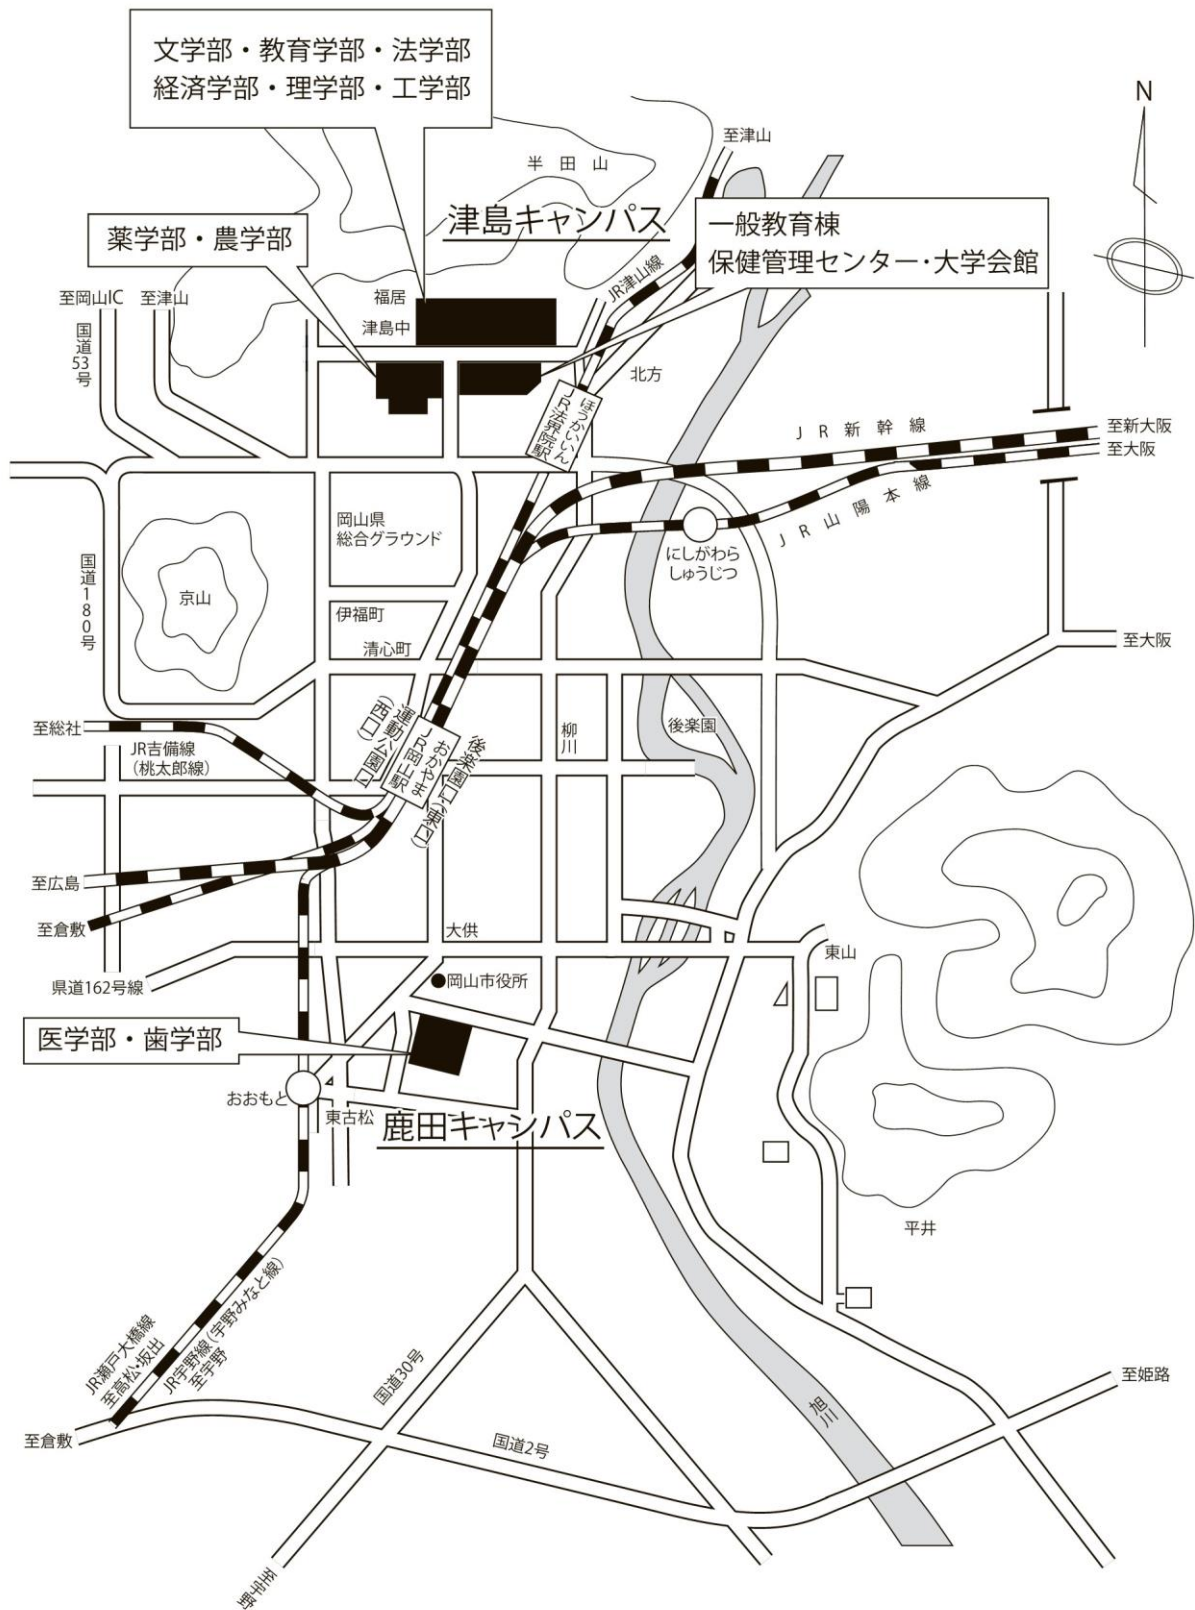 文学部・教育学部・法学部
経済学部・理学部・工学部
N
至津山
半田山
津島キャンパス
一般教育棟
保健管理センター・大学会館
薬学部・農学部
JR津山線
至岡山IC
至津山
福居
津島中
国道53号
北方
ほうかいいん
JR法界院駅
JR新幹線
至新大阪
至大阪
JR山陽本線
岡山県
総合グラウンド
にしがわら
しゅうじつ
国道180号
京山
伊福町
清心町
至大阪
運動公園口
(西口)
おかやま
JR岡山駅
後楽園口(東口)
柳川
後楽園
至総社
JR吉備線
(桃太郎線)
至広島
至倉敷
大供
東山
県道162号線
岡山市役所
医学部・歯学部
おおもと
東古松
鹿田キャンパス
平井
JR瀬戸大橋線
至高松・坂出
JR宇野線(宇野みなと線)
至宇野
国道30号
旭川
至姫路
至倉敷
国道2号
至宇野